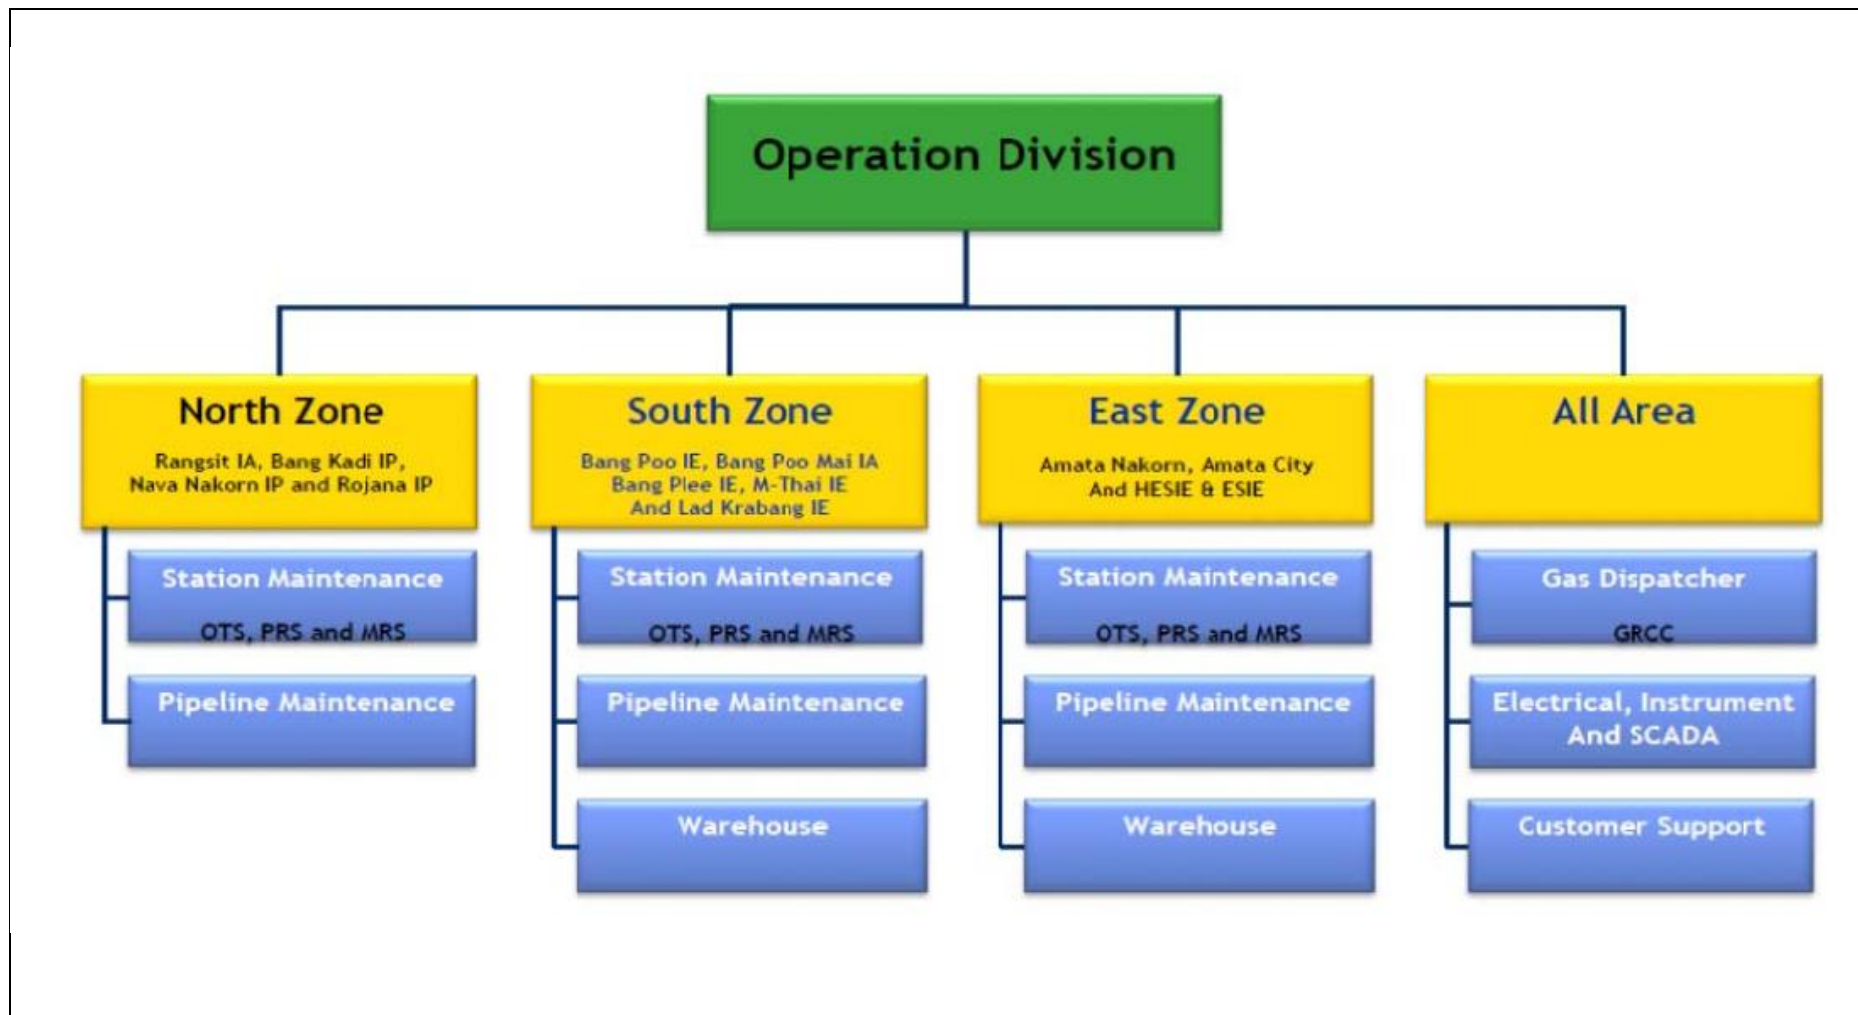 Operation Division
North Zone
Rangsit IA, Bang Kadi IP,
Nava Nakorn IP and Rojana IP
Station Maintenance
OTS, PRS and MRS
Pipeline Maintenance
South Zone
Bang Poo IE, Bang Poo Mai IA
Bang Plee IE, M-Thai IE
And Lad Krabang IE
Station Maintenance
OTS, PRS and MRS
Pipeline Maintenance
Warehouse
East Zone
Amata Nakorn, Amata City
And HESIE & ESIE
Station Maintenance
OTS, PRS and MRS
Pipeline Maintenance
Warehouse
All Area
Gas Dispatcher
GRCC
Electrical, Instrument
And SCADA
Customer Support